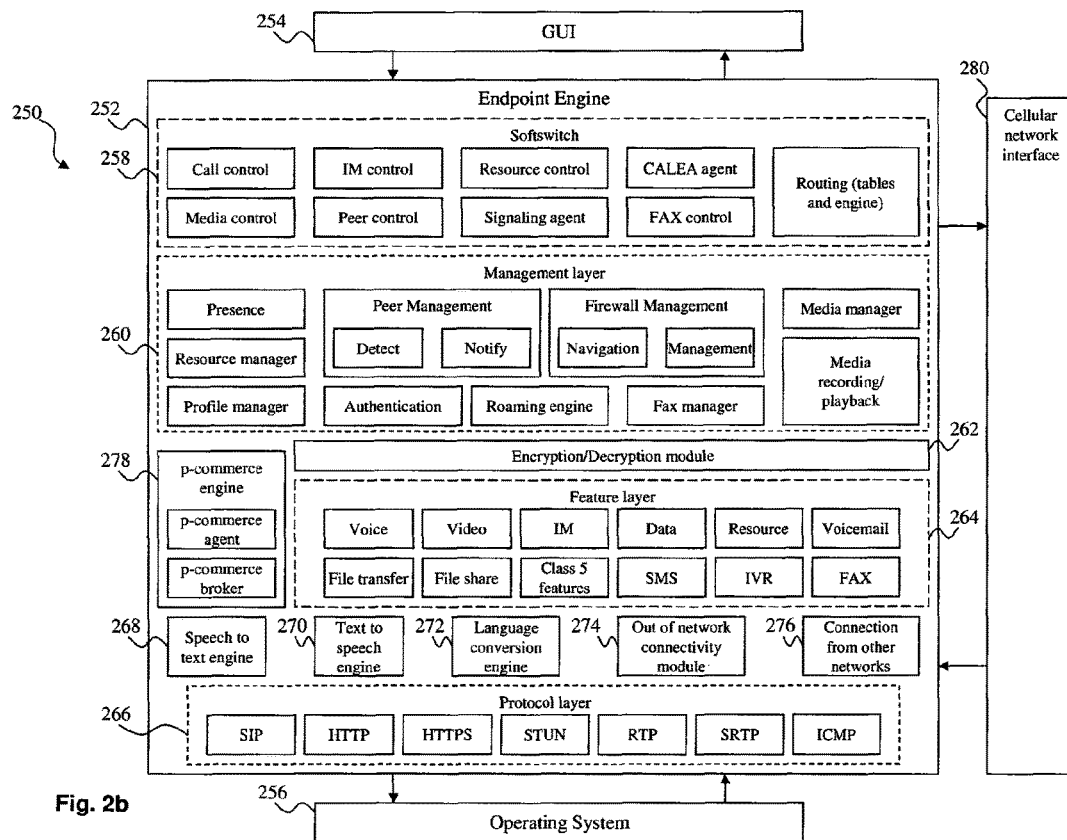 254
GUI
280
250
252
Endpoint Engine
Cellular
network
interface
Softswitch
258
Call control
IM control
Resource control
CALEA agent
Routing (tables
and engine)
Media control
Peer control
Signaling agent
FAX control
Management layer
260
Presence
Peer Management
Firewall Management
Media manager
Resource manager
Detect
Notify
Navigation
Management
Media
recording/
playback
Profile manager
Authentication
Roaming engine
Fax manager
262
278
p-commerce
engine
Encryption/Decryption module
Feature layer
264
p-commerce
agent
Voice
Video
IM
Data
Resource
Voicemail
p-commerce
broker
File transfer
File share
Class 5
features
SMS
IVR
FAX
268
Speech to
text engine
270
Text to
speech
engine
272
Language
conversion
engine
274
Out of network
connectivity
module
276
Connection
from other
networks
Protocol layer
266
SIP
HTTP
HTTPS
STUN
RTP
SRTP
ICMP
Fig. 2b
256
Operating System